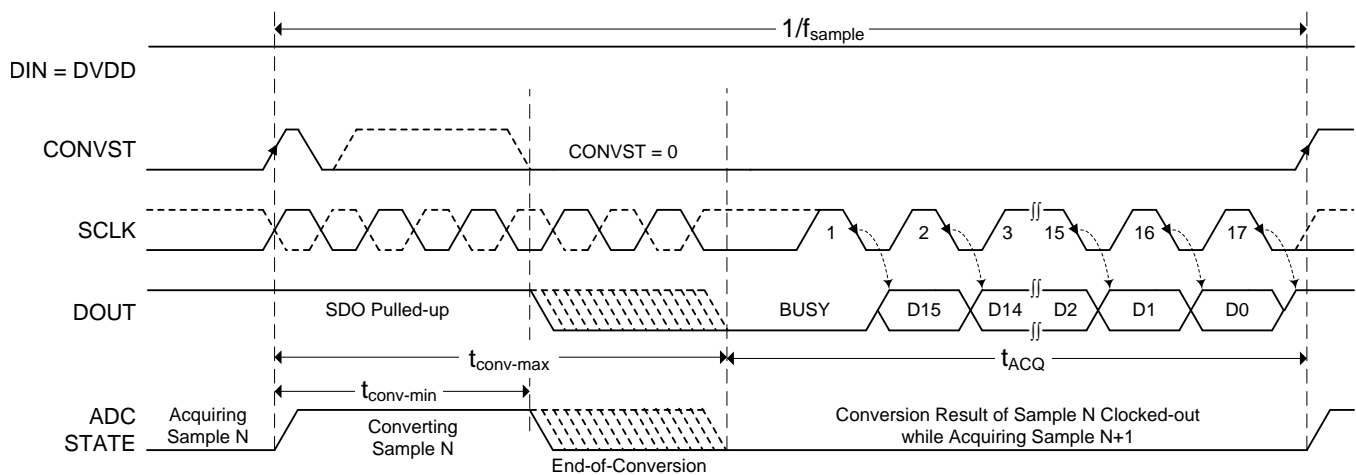 1/fsample
DIN = DVDD
CONVST
CONVST = 0
SCLK
1 2 3 15 16 17
DOUT
SDO Pulled-up
BUSY
D15 D14 D2 D1 D0
tconv-max
tACQ
tconv-min
ADC
STATE
Acquiring
Sample N
Converting
Sample N
End-of-Conversion
Conversion Result of Sample N Clocked-out
while Acquiring Sample N+1